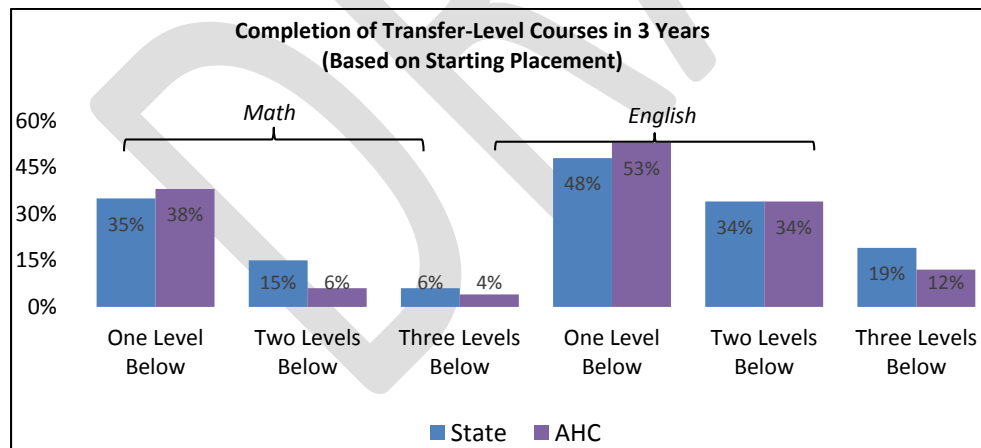 Completion of Transfer-Level Courses in 3 Years
(Based on Starting Placement)
Math
English
60%
45%
30%
15%
0%
35%
38%
15%
6%
6%
4%
48%
53%
34%
34%
19%
12%
One Level
Below
Two Levels
Below
Three Levels
Below
One Level
Below
Two Levels
Below
Three Levels
Below
State
AHC